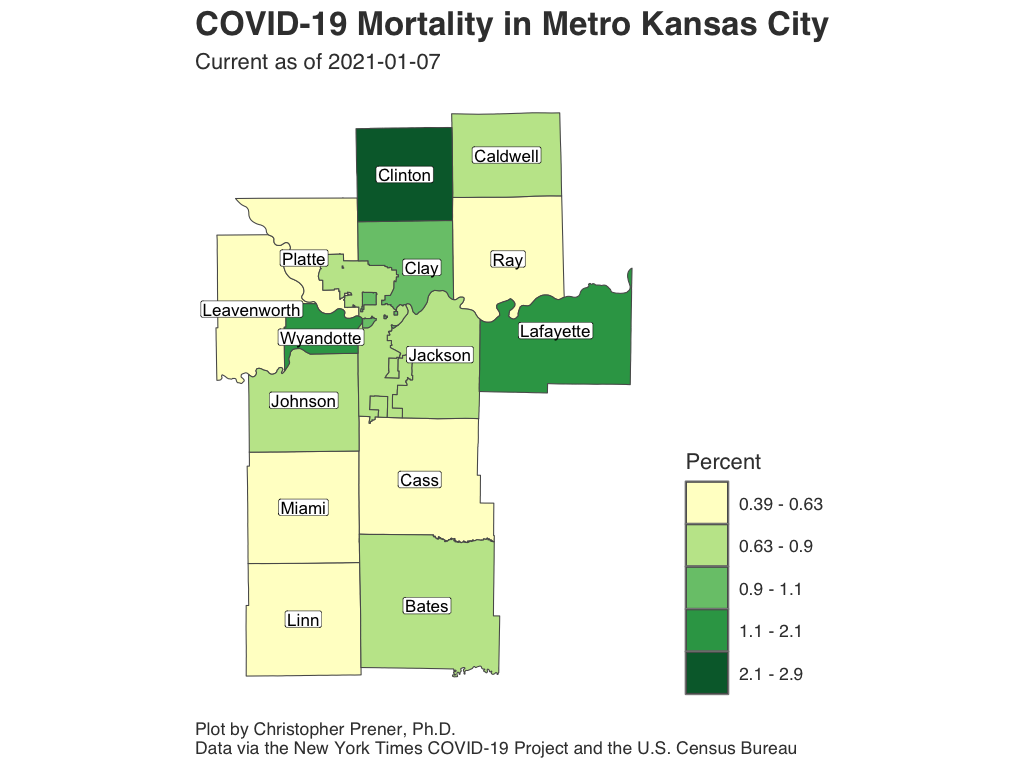 COVID-19 Mortality in Metro Kansas City
Current as of 2021-01-07
Caldwell
Clinton
Platte
Clay
Ray
Leavenworth
Wyandotte
Lafayette
Jackson
Johnson
Cass
Miami
Bates
Linn
Percent
0.39 - 0.63
0.63 - 0.9
0.9 - 1.1
1.1 - 2.1
2.1 - 2.9
Plot by Christopher Prener, Ph.D.
Data via the New York Times COVID-19 Project and the U.S. Census Bureau